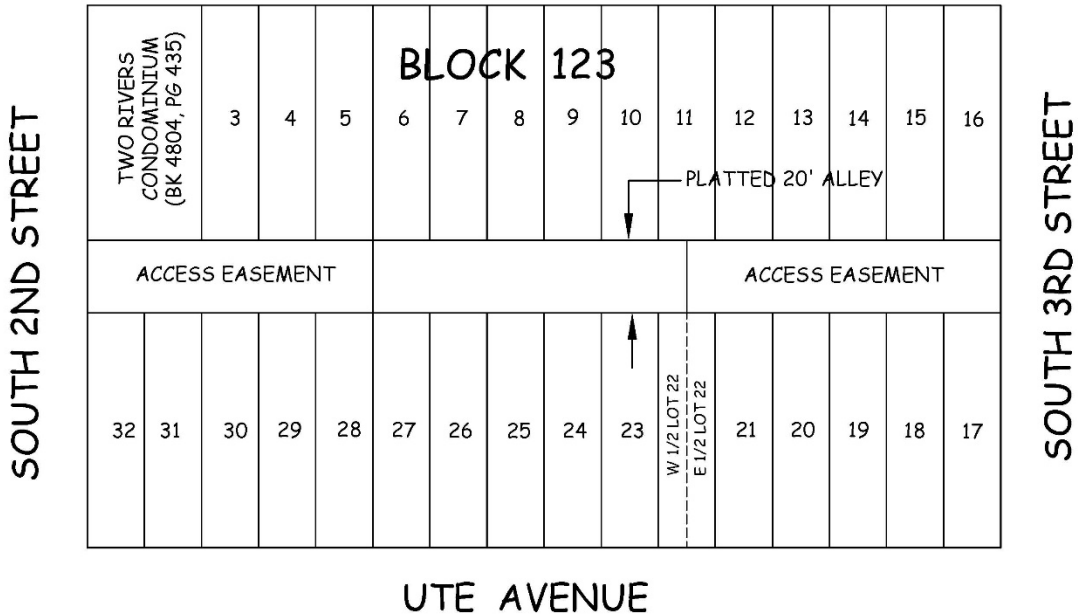 BLOCK 123
TWO RIVERS
CONDOMINIUM
(BK 4804, PG 435)
3 4 5 6 7 8 9 10 11 12 13 14 15 16
PLATTED 20' ALLEY
SOUTH 2ND STREET
SOUTH 3RD STREET
ACCESS EASEMENT ACCESS EASEMENT
32 31 30 29 28 27 26 25 24 23 W 1/2 LOT 22 E 1/2 LOT 22 21 20 19 18 17
UTE AVENUE